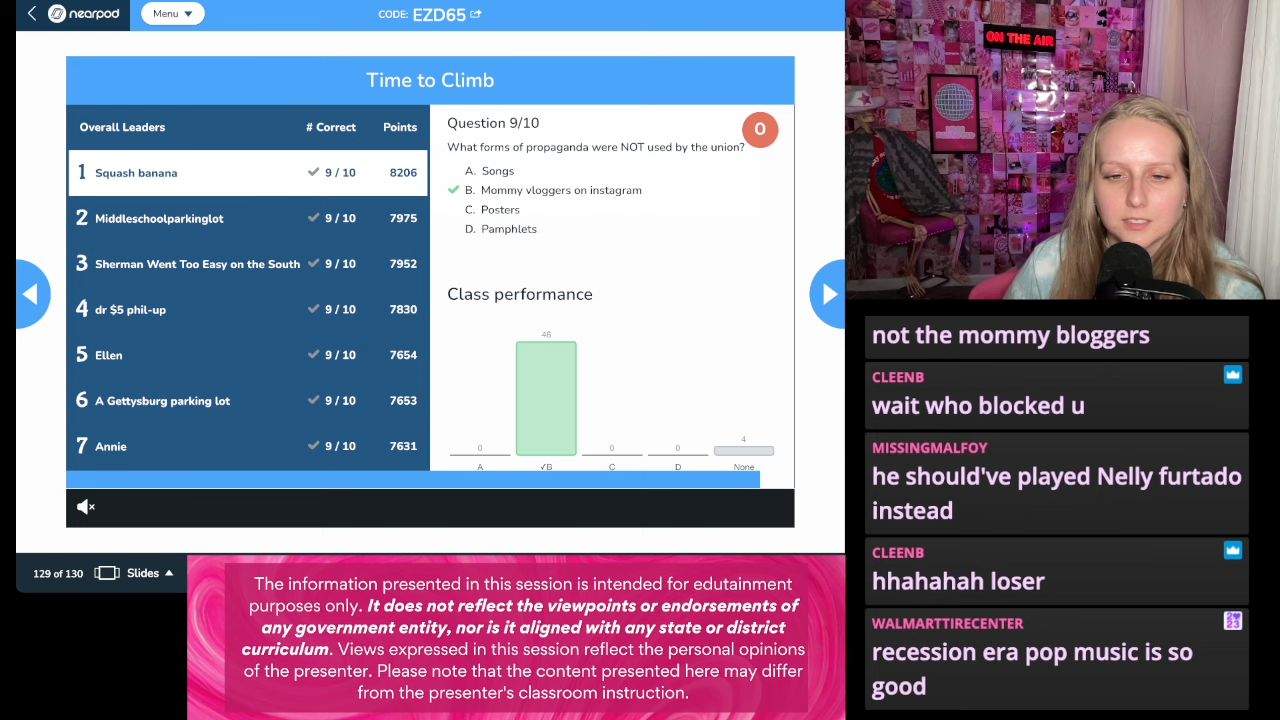 nearpod
Menu
CODE: EZD65
Time to Climb
Overall Leaders # Correct Points
1 Squash banana 9 / 10 8206
2 Middleschoolparkinglot 9 / 10 7975
3 Sherman Went Too Easy on the South 9 / 10 7952
4 dr $5 phil-up 9 / 10 7830
5 Ellen 9 / 10 7654
6 A Gettysburg parking lot 9 / 10 7653
7 Annie 9 / 10 7631
Question 9/10
0
What forms of propaganda were NOT used by the union?
A. Songs
B. Mommy vloggers on instagram
C. Posters
D. Pamphlets
Class performance
0 46 0 0 4
A √B C D None
129 of 130 Slides
The information presented in this session is intended for edutainment
purposes only. It does not reflect the viewpoints or endorsements of
any government entity, nor is it aligned with any state or district
curriculum. Views expressed in this session reflect the personal opinions
of the presenter. Please note that the content presented here may differ
from the presenter's classroom instruction.
ON THE AIR
not the mommy bloggers
CLEENB
wait who blocked u
MISSINGMALFOY
he should've played Nelly furtado
instead
CLEENB
hhahahah loser
WALMARTTIRECENTER
recession era pop music is so
good